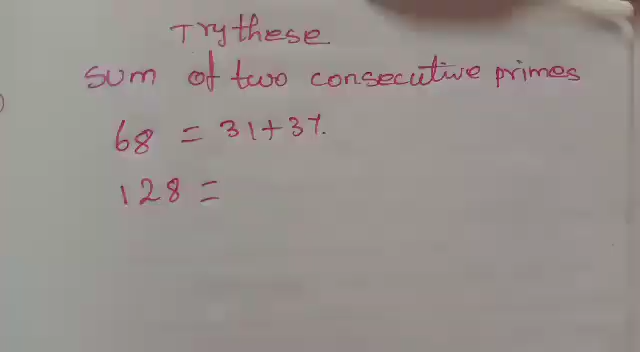 Try these
sum of two consecutive primes
68 = 31+37.
128 =